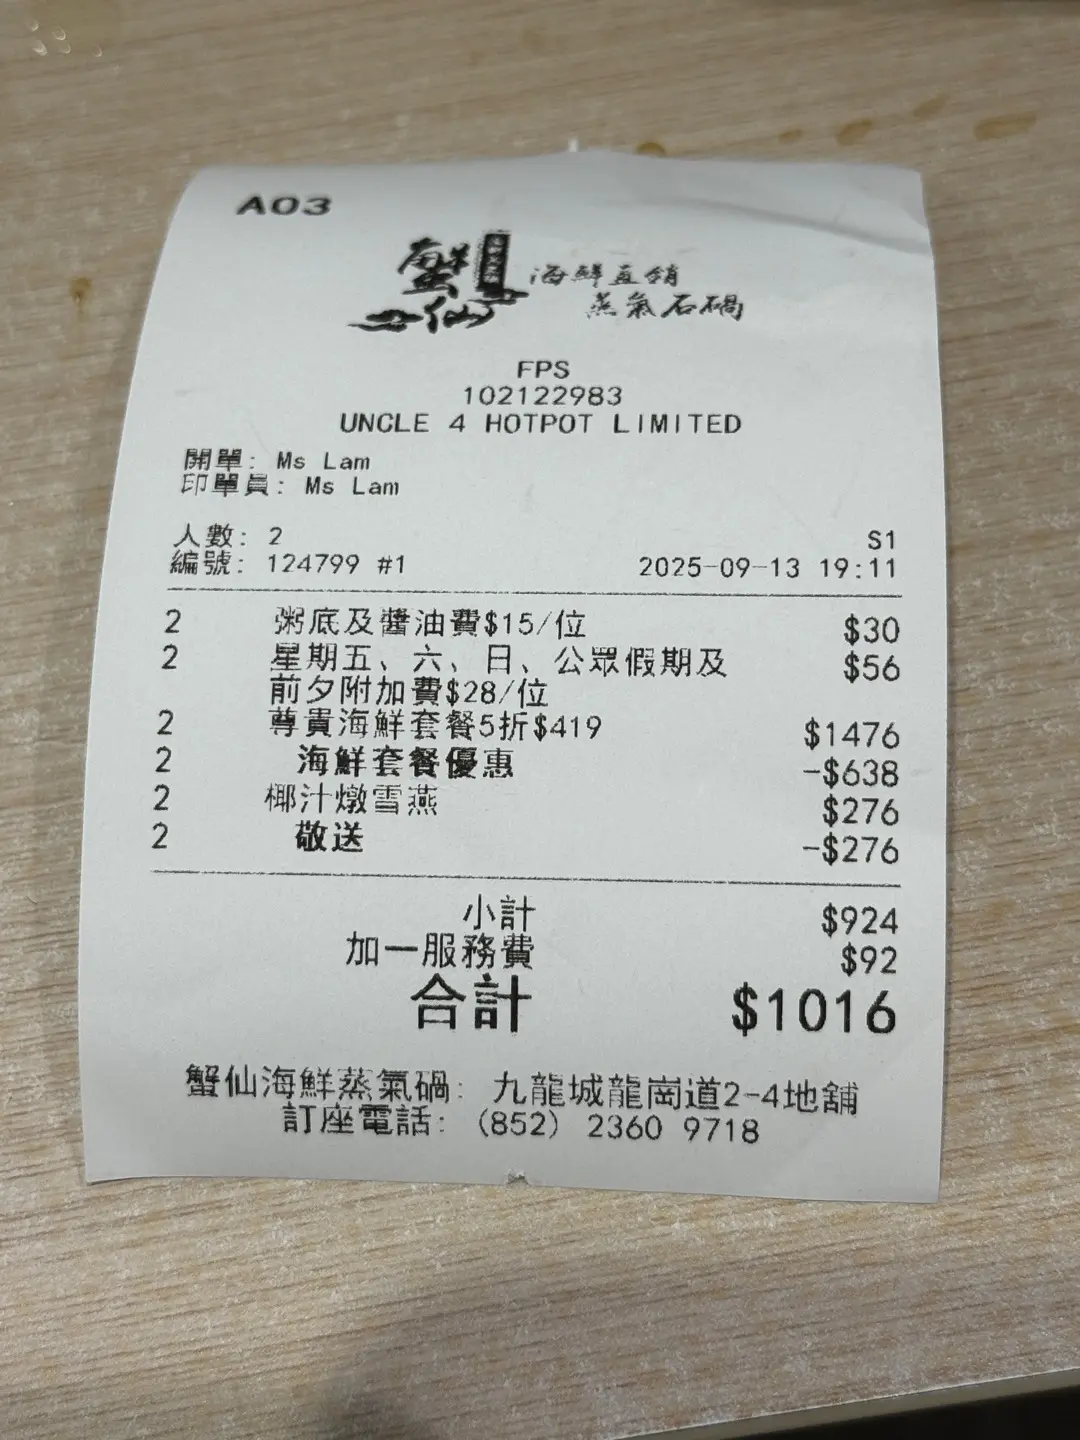 A03
蟹仙 海鮮直銷
蒸氣石鍋
FPS
102122983
UNCLE 4 HOTPOT LIMITED
開單: Ms Lam
印單員: Ms Lam
人數: 2 S1
編號: 124799 #1 2025-09-13 19:11
2 粥底及醬油費$15/位 $30
2 星期五、六、日、公眾假期及 $56
前夕附加費$28/位
2 尊貴海鮮套餐5折$419 $1476
2 海鮮套餐優惠 -$638
2 椰汁燉雪燕 $276
2 敬送 -$276
小計 $924
加一服務費 $92
合計 $1016
蟹仙海鮮蒸氣鍋: 九龍城龍崗道2-4地舖
訂座電話: (852) 2360 9718